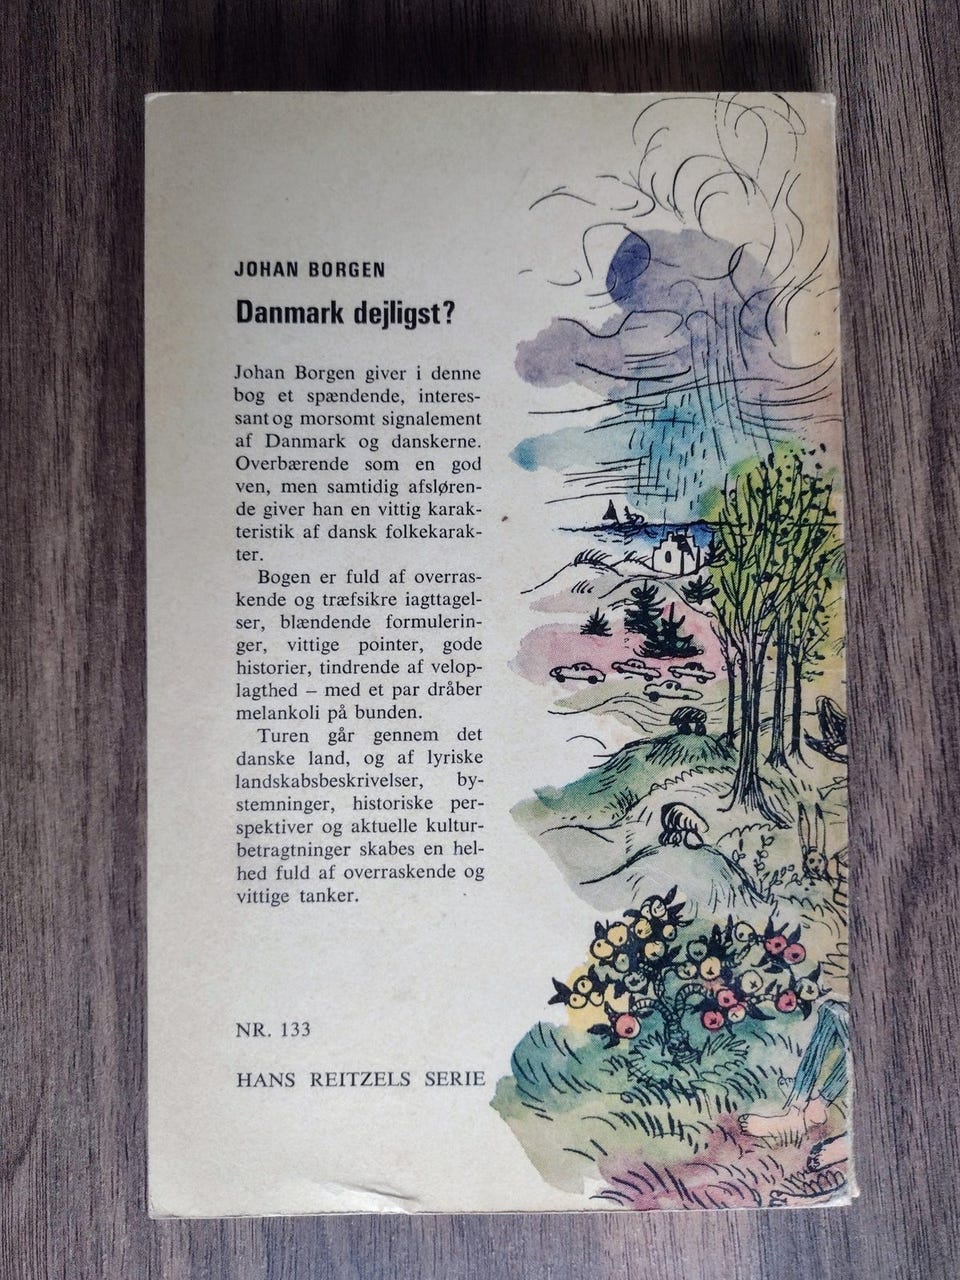 JOHAN BORGEN
Danmark dejligst?
Johan Borgen giver i denne
bog et spændende, interes-
sant og morsomt signalement
af Danmark og danskerne.
Overbærende som en god
ven, men samtidig afsløren-
de giver han en vittig karak-
teristik af dansk folkekarak-
ter.
Bogen er fuld af overras-
kende og træfsikre iagttagel-
ser, blændende formulerin-
ger, vittige pointer, gode
historier, tindrende af velop-
lagthed – med et par dråber
melankoli på bunden.
Turen går gennem det
danske land, og af lyriske
landskabsbeskrivelser, by-
stemninger, historiske per-
spektiver og aktuelle kultur-
betragtninger skabes en hel-
hed fuld af overraskende og
vittige tanker.
NR. 133
HANS REITZELS SERIE